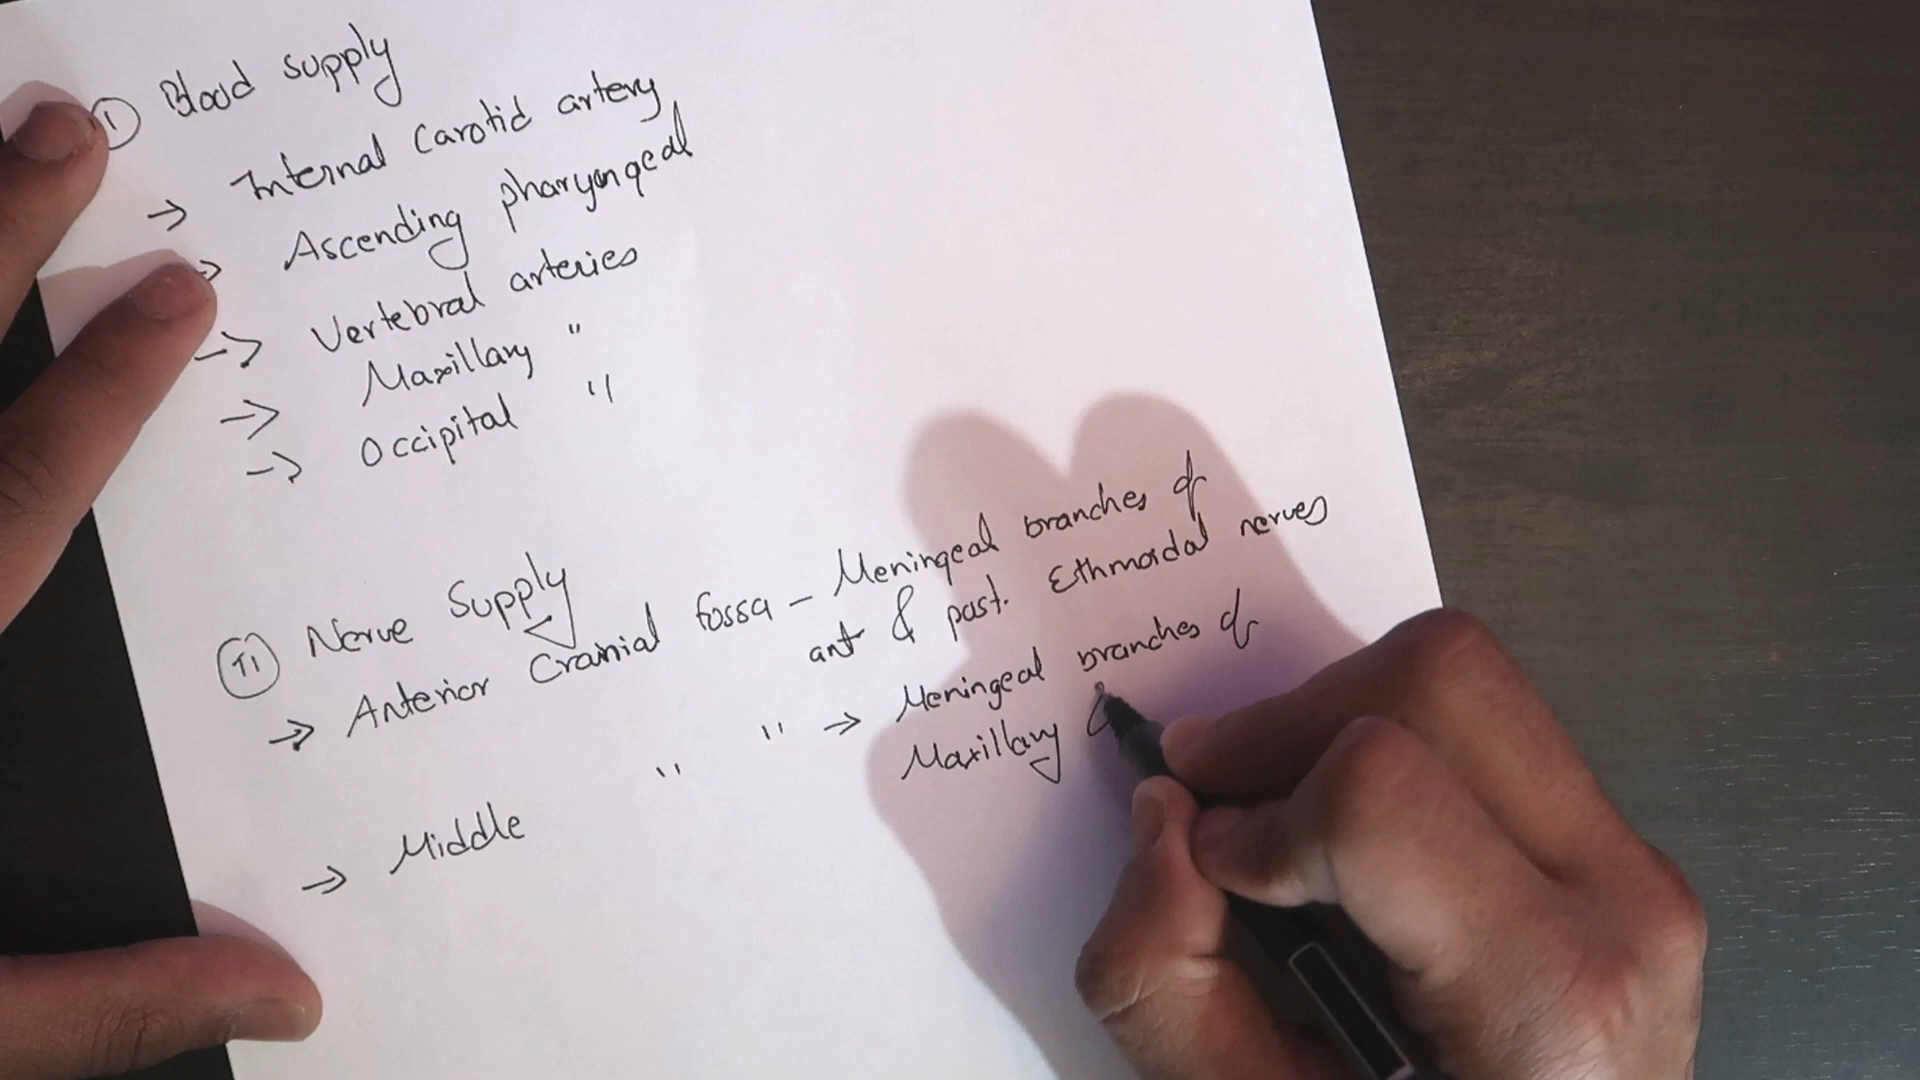 ① Blood supply
→ Internal Carotid artery
→ Ascending pharyngeal
→ Vertebral arteries
→ Maxillary "
→ Occipital "
ii Nerve Supply
→ Anterior Cranial fossa – Meningeal branches of
ant & post. Ethmoidal nerves
→ Middle " " → Meningeal branches of
Maxillary